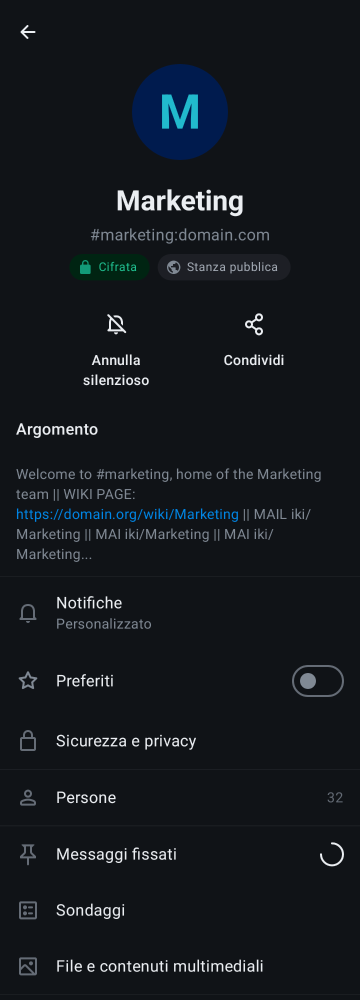 M
Marketing
#marketing:domain.com
Cifrata
Stanza pubblica
Annulla
silenzioso
Condividi
Argomento
Welcome to #marketing, home of the Marketing
team || WIKI PAGE:
https://domain.org/wiki/Marketing || MAIL iki/
Marketing || MAI iki/Marketing || MAI iki/
Marketing...
Notifiche
Personalizzato
Preferiti
Sicurezza e privacy
Persone
32
Messaggi fissati
Sondaggi
File e contenuti multimediali